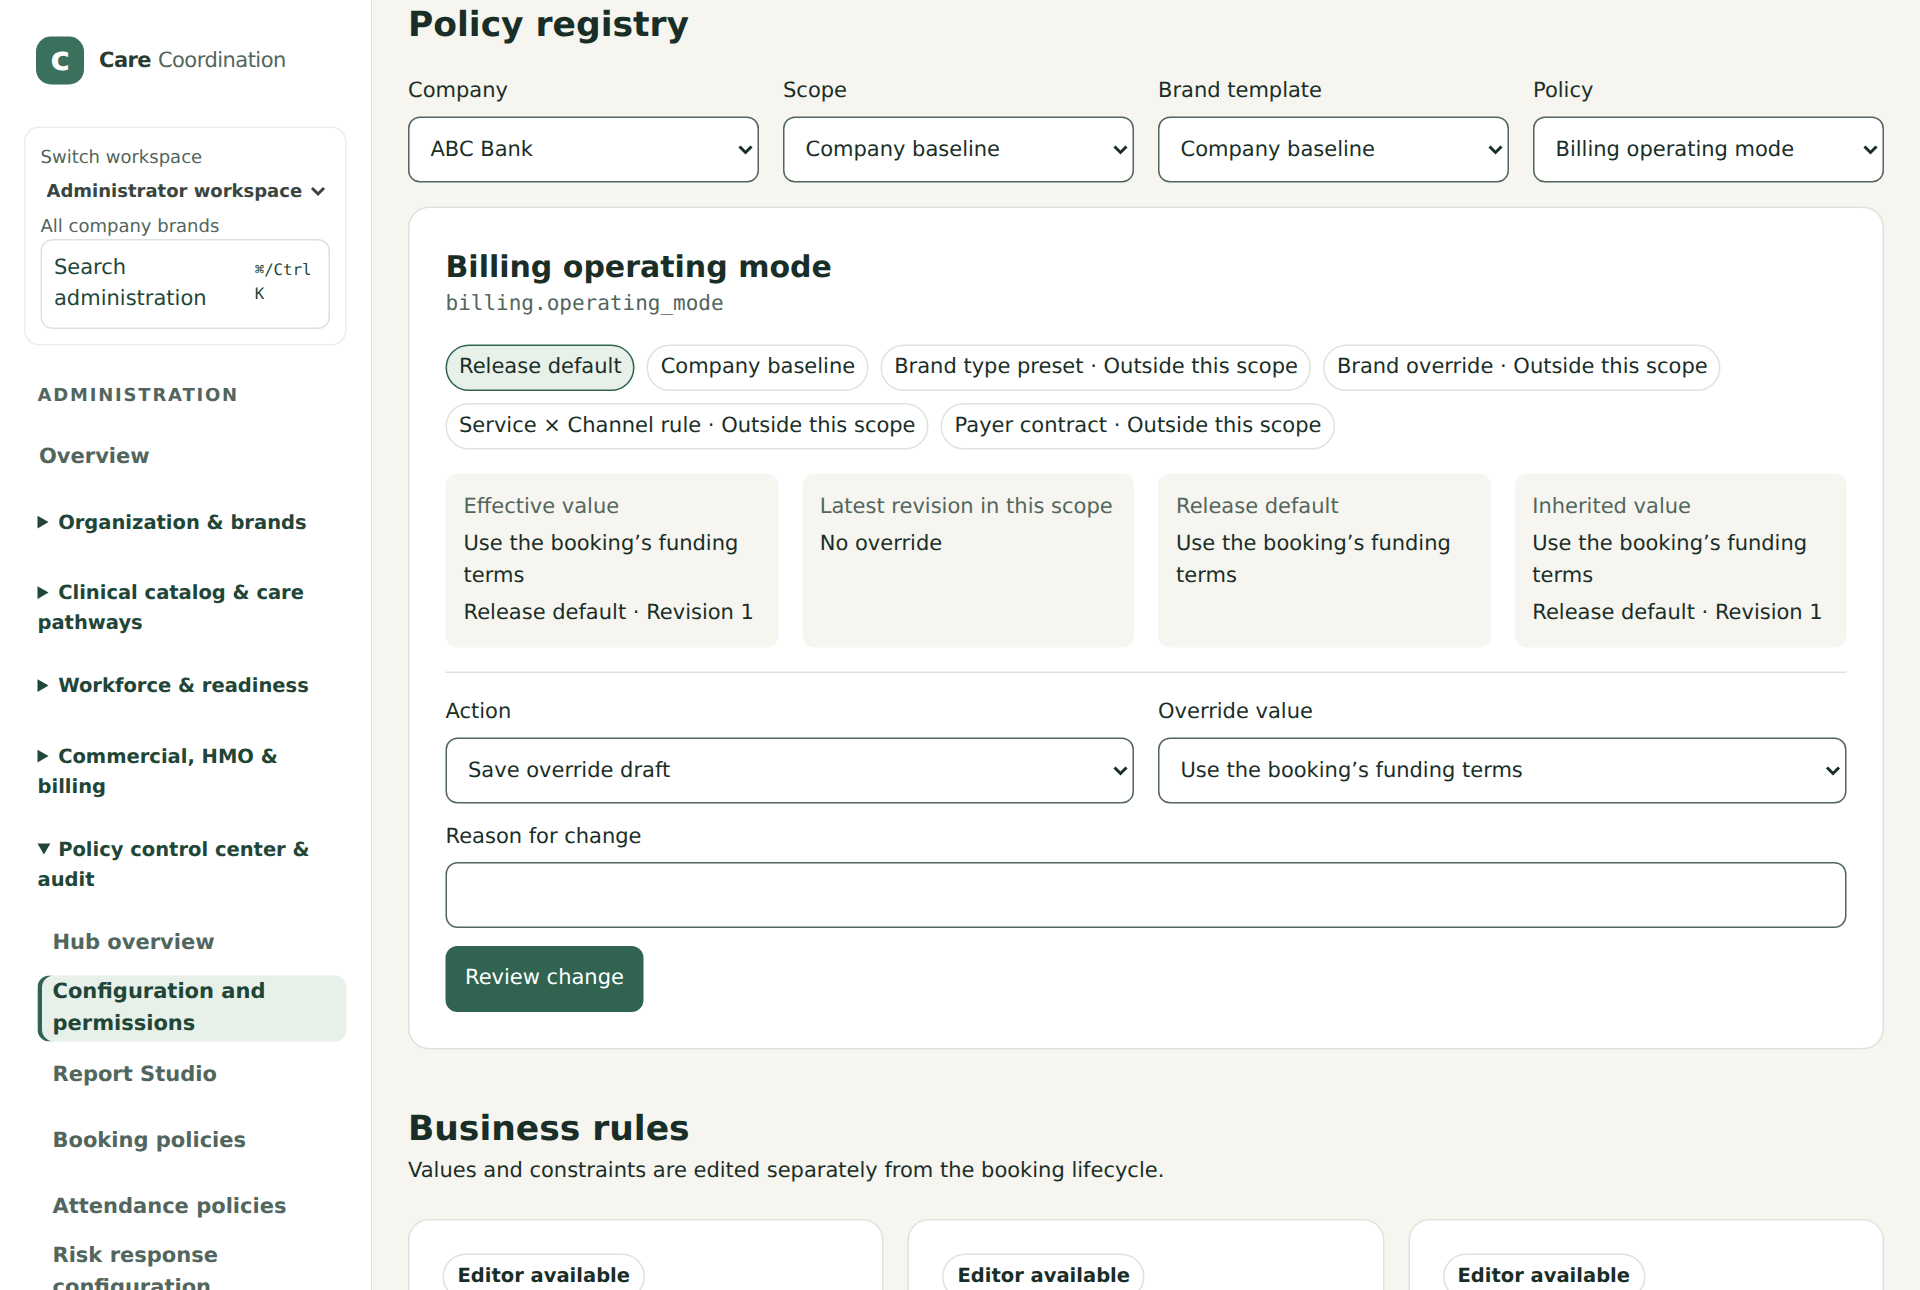 c
Care Coordination
Switch workspace
Administrator workspace
All company brands
Search
administration
⌘/Ctrl
K
ADMINISTRATION
Overview
Organization & brands
Clinical catalog & care
pathways
Workforce & readiness
Commercial, HMO &
billing
Policy control center &
audit
Hub overview
Configuration and
permissions
Report Studio
Booking policies
Attendance policies
Risk response
configuration
Policy registry
Company
Scope
Brand template
Policy
ABC Bank
Company baseline
Company baseline
Billing operating mode
Billing operating mode
billing.operating_mode
Release default
Company baseline
Brand type preset · Outside this scope
Brand override · Outside this scope
Service × Channel rule · Outside this scope
Payer contract · Outside this scope
Effective value
Use the booking’s funding
terms
Release default · Revision 1
Latest revision in this scope
No override
Release default
Use the booking’s funding
terms
Inherited value
Use the booking’s funding
terms
Release default · Revision 1
Action
Override value
Save override draft
Use the booking’s funding terms
Reason for change
Review change
Business rules
Values and constraints are edited separately from the booking lifecycle.
Editor available
Editor available
Editor available